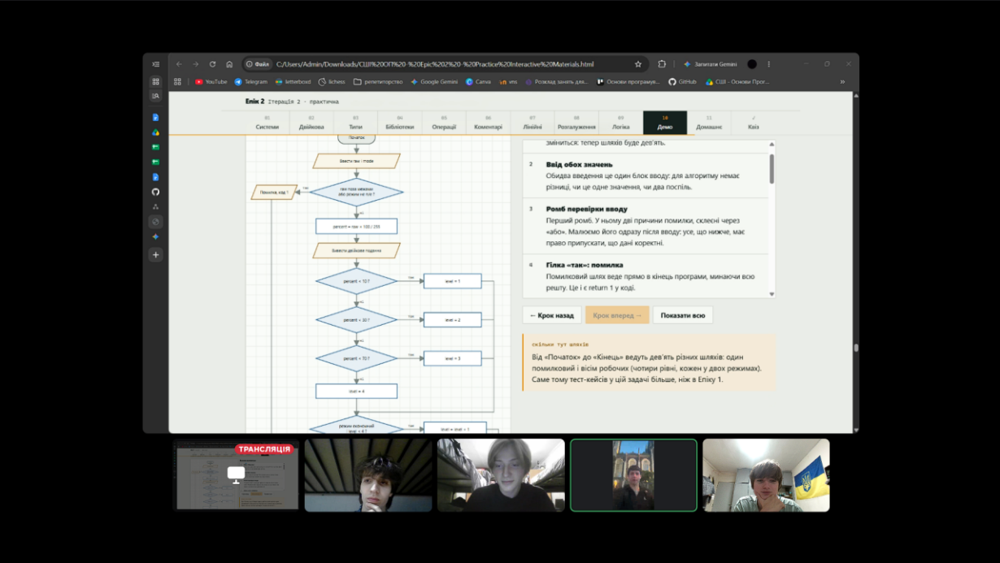 Файл
C:/Users/Admin/Downloads/СШІ%20ОП%20-%20Epic%202%20-%20Practice%20Interactive%20Materials.html
Запитати Gemini
YouTube
Telegram
letterboxd
lichess
репетиторство
Google Gemini
Canva
vns
Розклад занять для...
Основи програмув...
GitHub
СШІ - Основи Прог...
Епік 2 Ітерація 2 · практична
01 Системи
02 Двійкова
03 Типи
04 Бібліотеки
05 Операції
06 Коментарі
07 Лінійні
08 Розгалуження
09 Логіка
10 Демо
11 Домашнє
✓ Квіз
Початок
Ввести raw і mode
raw поза межами
або режим не 0/1 ?
так
Помилка, код 1
ні
percent = raw × 100 / 255
Вивести двійкове подання
percent < 10 ?
так
level = 1
ні
так
level = 2
ні
так
level = 3
ні
level = 4
режим економний
і level < 4 ?
так
level = level + 1
зміниться: тепер шляхів буде дев'ять.
2 Ввід обох значень
Обидва введення це один блок вводу: для алгоритму немає
різниці, чи це одне значення, чи два поспіль.
3 Ромб перевірки вводу
Перший ромб. У ньому дві причини помилки, склеєні через
«або». Малюємо його одразу після вводу: усе, що нижче, має
право припускати, що дані коректні.
4 Гілка «так»: помилка
Помилковий шлях веде прямо в кінець програми, минаючи всю
решту. Це і є return 1 у коді.
← Крок назад
Крок вперед →
Показати всю
скільки тут шляхів
Від «Початок» до «Кінець» ведуть дев'ять різних шляхів: один
помилковий і вісім робочих (чотири рівні, кожен у двох режимах).
Саме тому тест-кейсів у цій задачі більше, ніж в Епіку 1.
ТРАНСЛЯЦІЯ